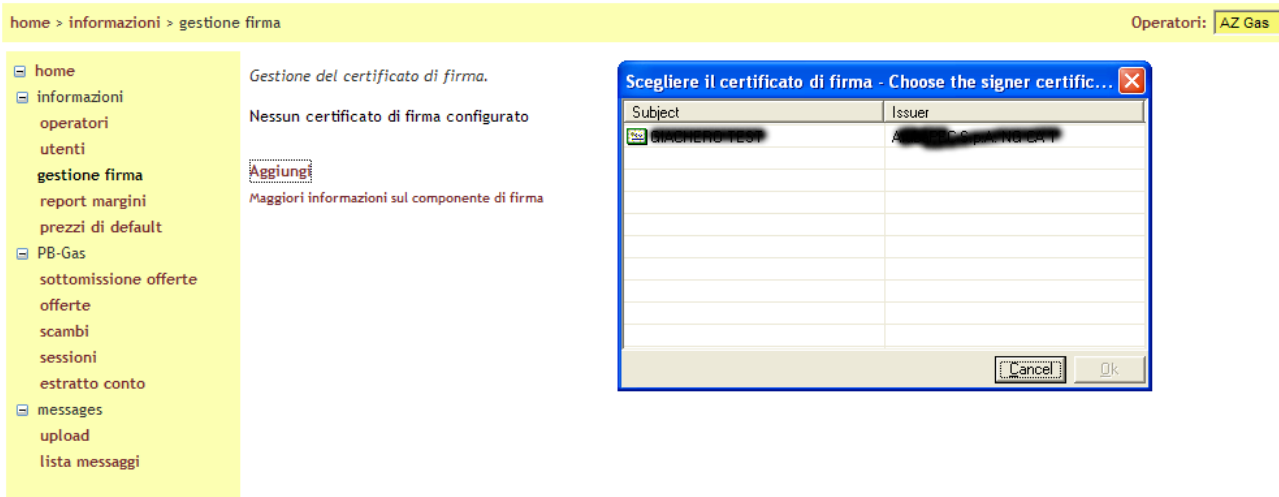 home > informazioni > gestione firma
Operatori: AZ Gas
home
informazioni
operatori
utenti
gestione firma
report margini
prezzi di default
PB-Gas
sottomissione offerte
offerte
scambi
sessioni
estratto conto
messages
upload
lista messaggi
Gestione del certificato di firma.
Nessun certificato di firma configurato
Aggiungi
Maggiori informazioni sul componente di firma
Scegliere il certificato di firma - Choose the signer certific...
Subject Issuer
Cancel Ok